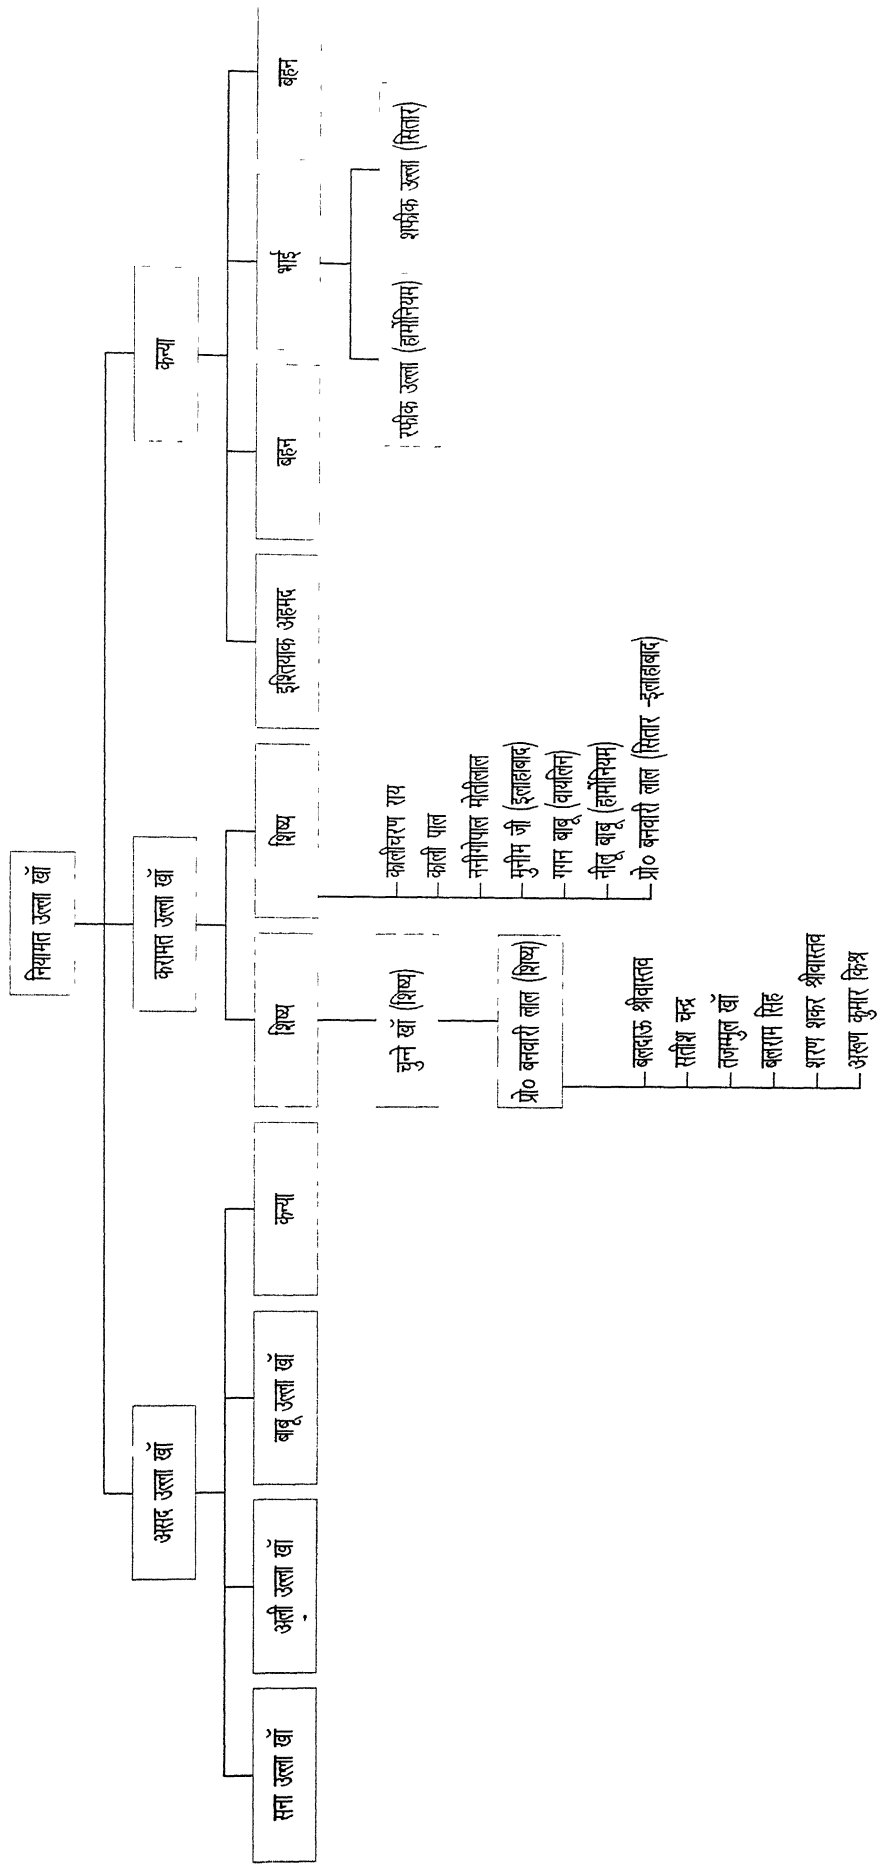 नियामत उल्ला खॉ
असद उल्ला खॉ
करामत उल्ला खॉ
कन्या
सना उल्ला खॉ
अली उल्ला खॉ
बाबू उल्ला खॉ
कन्या
शिष्य
शिष्य
इश्तियाक अहमद
बहन
भाई
बहन
चुन्ने खॉ (शिष्य)
प्रो० बनवारी लाल (शिष्य)
बलदाऊ श्रीवास्तव
सतीश चन्द्र
तजम्मुल खॉ
बलराम सिंह
शरण शकर श्रीवास्तव
अरूण कुमार किश्र
कालीचरण राय
काली पाल
ननीगोपाल मोतीलाल
मुनीम जी (इलाहाबाद)
गगन बाबू (वायलिन)
नीलू बाबू (हार्मोनियम)
प्रो० बनवारी लाल (सितार -इलाहाबाद)
रफीक उल्ला (हार्मोनियम)
शफीक उल्ला (सितार)